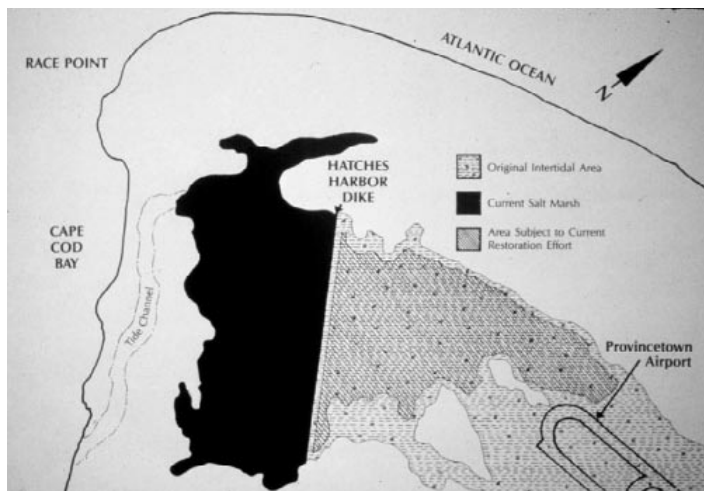 RACE POINT
ATLANTIC OCEAN
N
HATCHES
HARBOR
DIKE
Original Intertidal Area
Current Salt Marsh
Area Subject to Current
Restoration Effort
CAPE
COD
BAY
Tide Channel
Provincetown
Airport